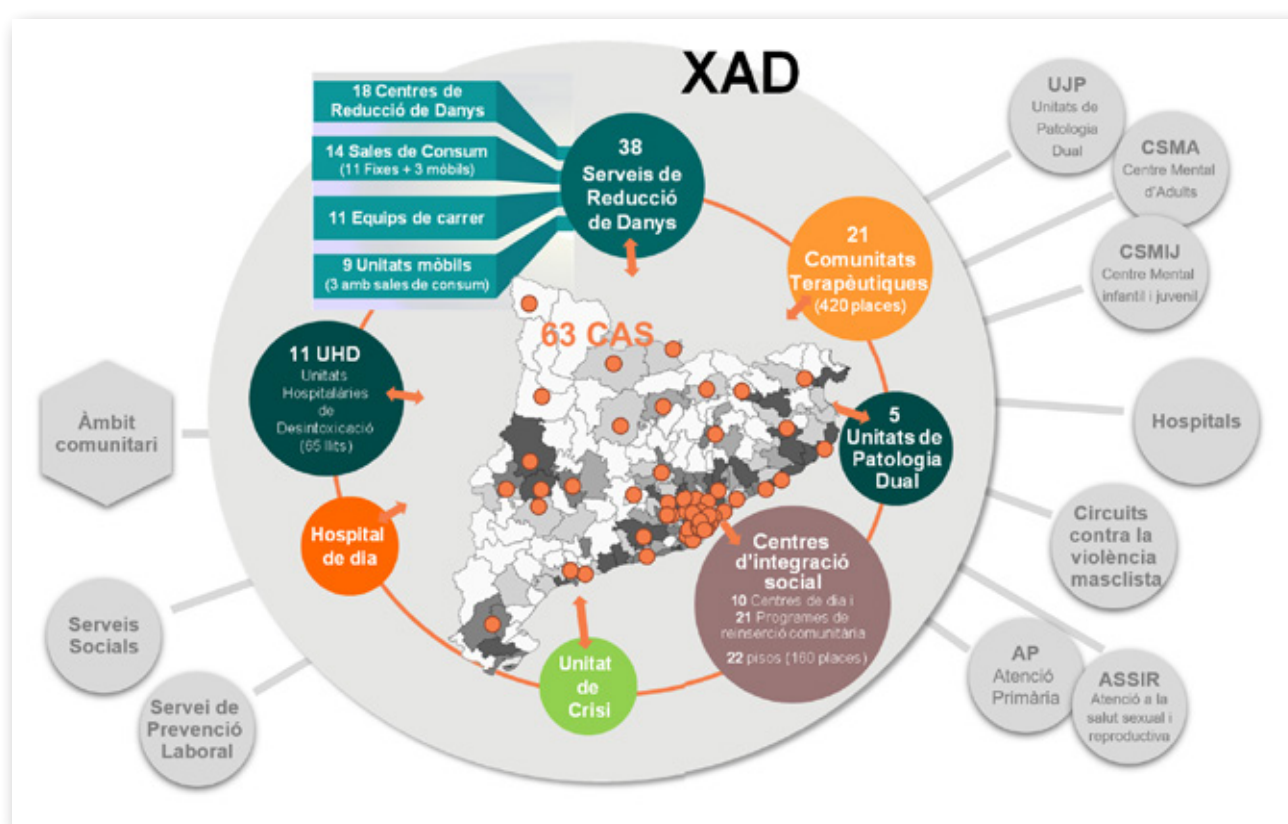 XAD
18 Centres de
Reducció de Danys
14 Sales de Consum
(11 Fixes + 3 mòbils)
11 Equips de carrer
9 Unitats mòbils
(3 amb sales de consum)
38
Serveis de
Reducció
de Danys
21
Comunitats
Terapèutiques
(420 places)
63 CAS
11 UHD
Unitats
Hospitalàries
de
Desintoxicació
(65 llits)
5
Unitats de
Patologia
Dual
Hospital
de dia
Centres
d'integració
social
10 Centres de dia i
21 Programes de
reinserció comunitària
22 pisos (160 places)
Unitat
de
Crisi
UJP
Unitats de
Patologia
Dual
CSMA
Centre Mental
d'Adults
CSMIJ
Centre Mental
infantil i juvenil
Hospitals
Circuits
contra la
violència
masclista
AP
Atenció
Primària
ASSIR
Atenció a la
salut sexual i
reproductiva
Àmbit
comunitari
Serveis
Socials
Servei de
Prevenció
Laboral